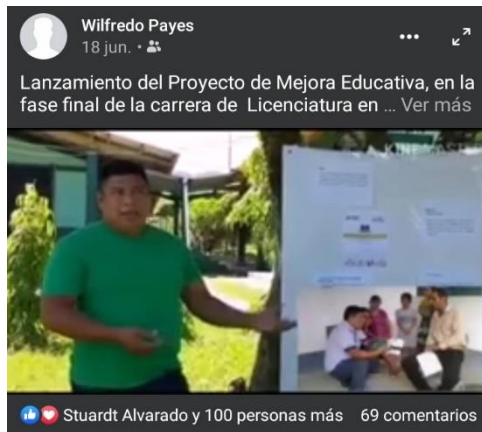 Wilfredo Payes
18 jun.
Lanzamiento del Proyecto de Mejora Educativa, en la
fase final de la carrera de Licenciatura en ... Ver más
Stuardt Alvarado y 100 personas más 69 comentarios